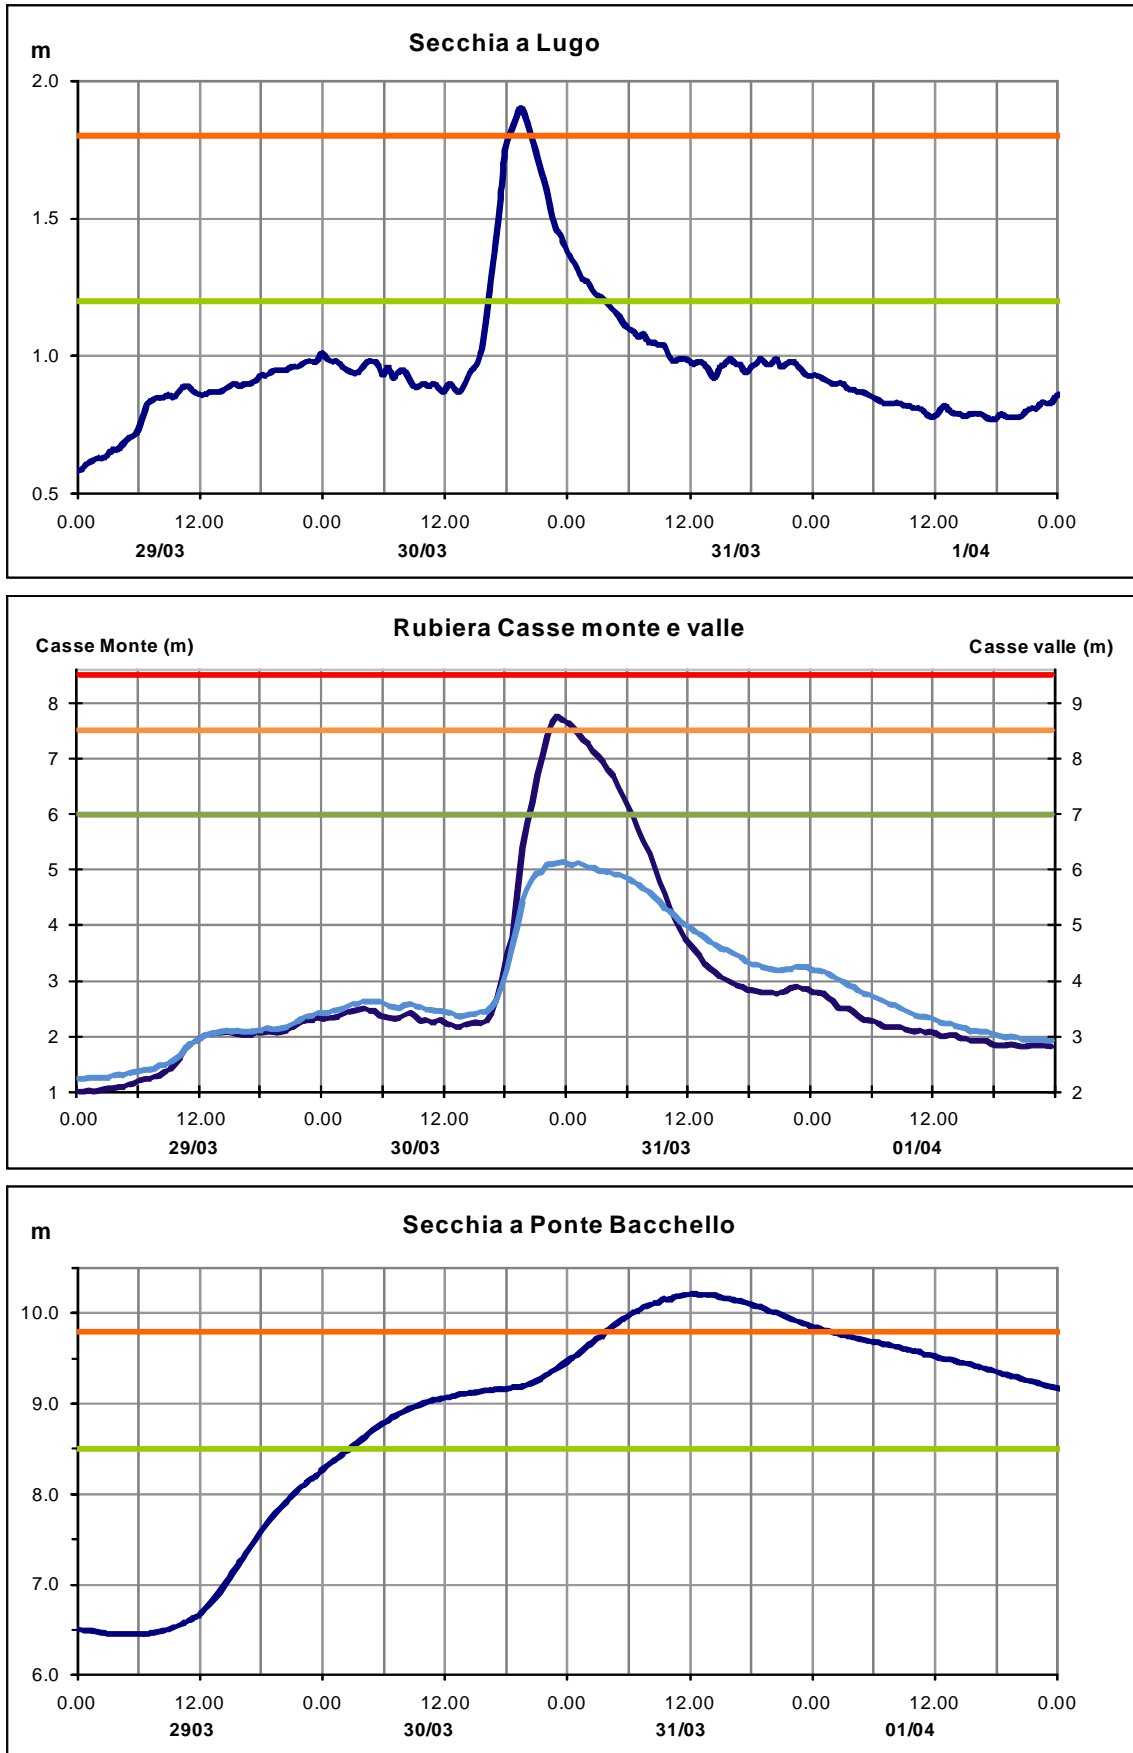 Secchia a Lugo
m
2.0
1.5
1.0
0.5
0.00 12.00 0.00 12.00 0.00 12.00 0.00 12.00 0.00
29/03 30/03 31/03 1/04
Rubiera Casse monte e valle
Casse Monte (m) Casse valle (m)
8 9
7 8
6 7
5 6
4 5
3 4
2 3
1 2
0.00 12.00 0.00 12.00 0.00 12.00 0.00 12.00
29/03 30/03 31/03 01/04
Secchia a Ponte Bacchello
m
10.0
9.0
8.0
7.0
6.0
0.00 12.00 0.00 12.00 0.00 12.00 0.00 12.00 0.00
2903 30/03 31/03 01/04